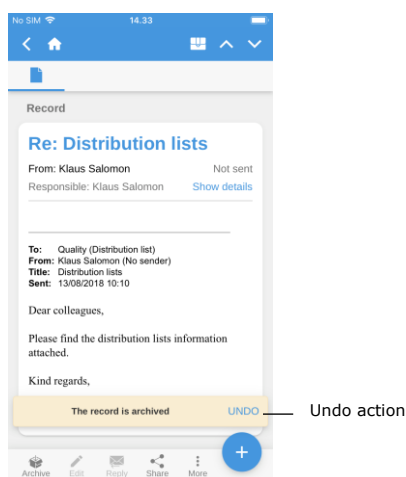 No SIM 14.33
Record
Re: Distribution lists
From: Klaus Salomon Not sent
Responsible: Klaus Salomon Show details
To: Quality (Distribution list)
From: Klaus Salomon (No sender)
Title: Distribution lists
Sent: 13/08/2018 10:10
Dear colleagues,
Please find the distribution lists information
attached.
Kind regards,
The record is archived UNDO Undo action
Archive Edit Reply Share More